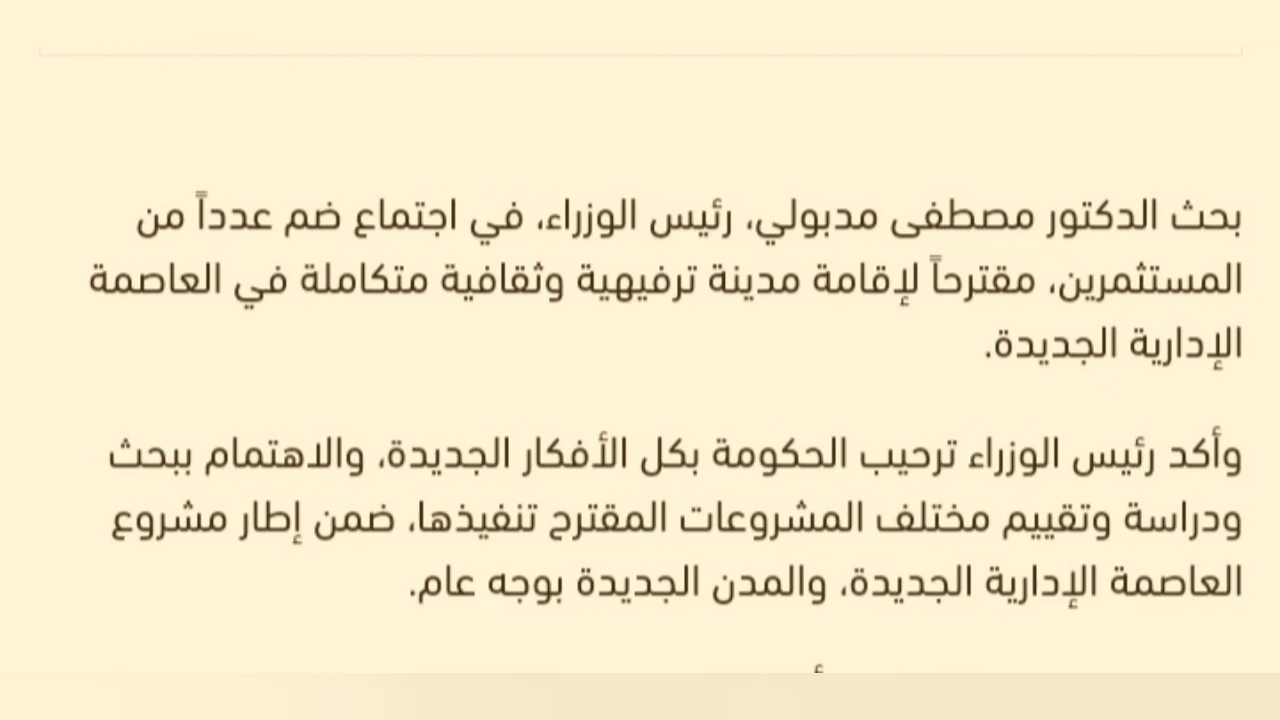 بحث الدكتور مصطفى مدبولي، رئيس الوزراء، في اجتماع ضم عدداً من
المستثمرين، مقترحاً لإقامة مدينة ترفيهية وثقافية متكاملة في العاصمة
الإدارية الجديدة.
وأكد رئيس الوزراء ترحيب الحكومة بكل الأفكار الجديدة، والاهتمام ببحث
ودراسة وتقييم مختلف المشروعات المقترح تنفيذها، ضمن إطار مشروع
العاصمة الإدارية الجديدة، والمدن الجديدة بوجه عام.